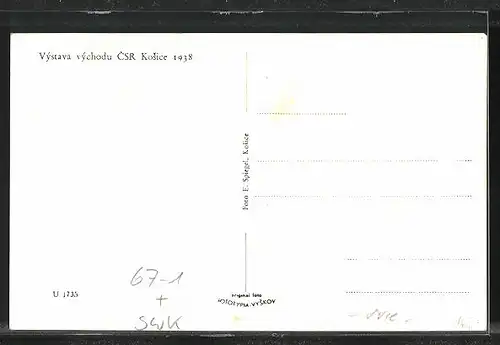 Výstava východu ČSR Košice 1938
Foto E. Spiegel, Košice
U 1735
67-1
+
SWK
original foto
FOTOTYPIA-VYŠKOV